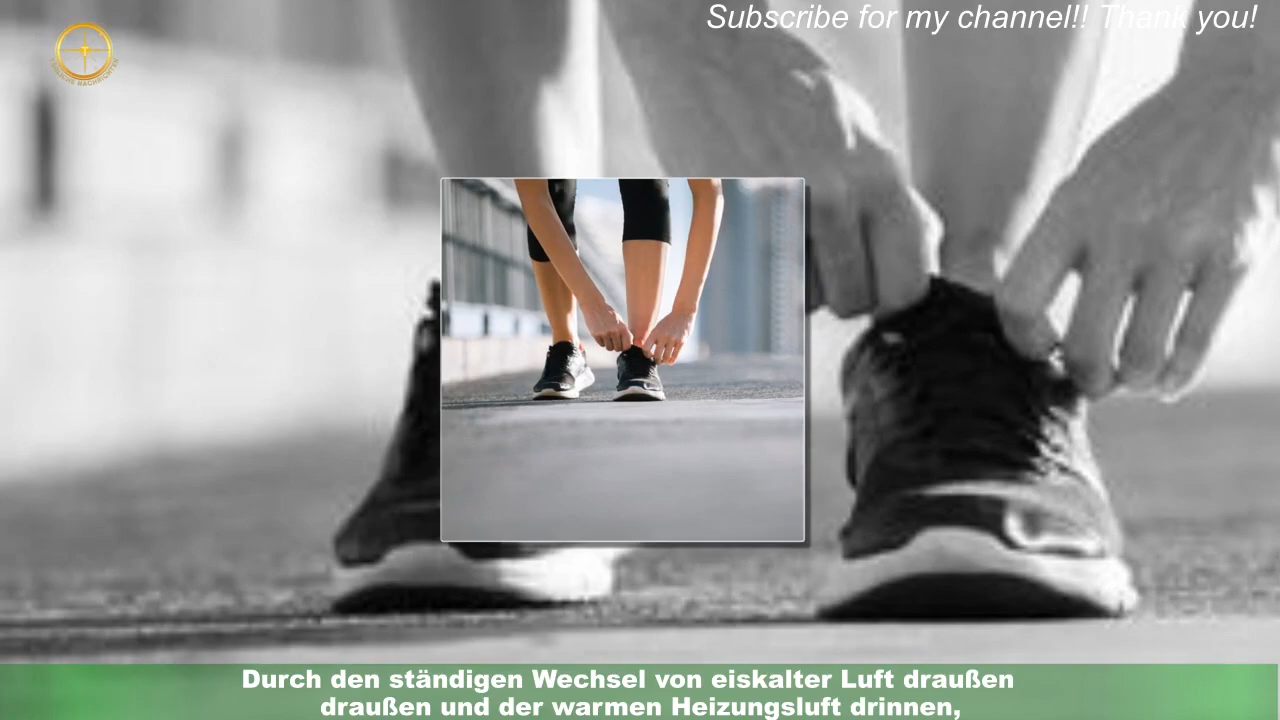 Subscribe for my channel!! Thank you!
Durch den ständigen Wechsel von eiskalter Luft draußen
draußen und der warmen Heizungsluft drinnen,